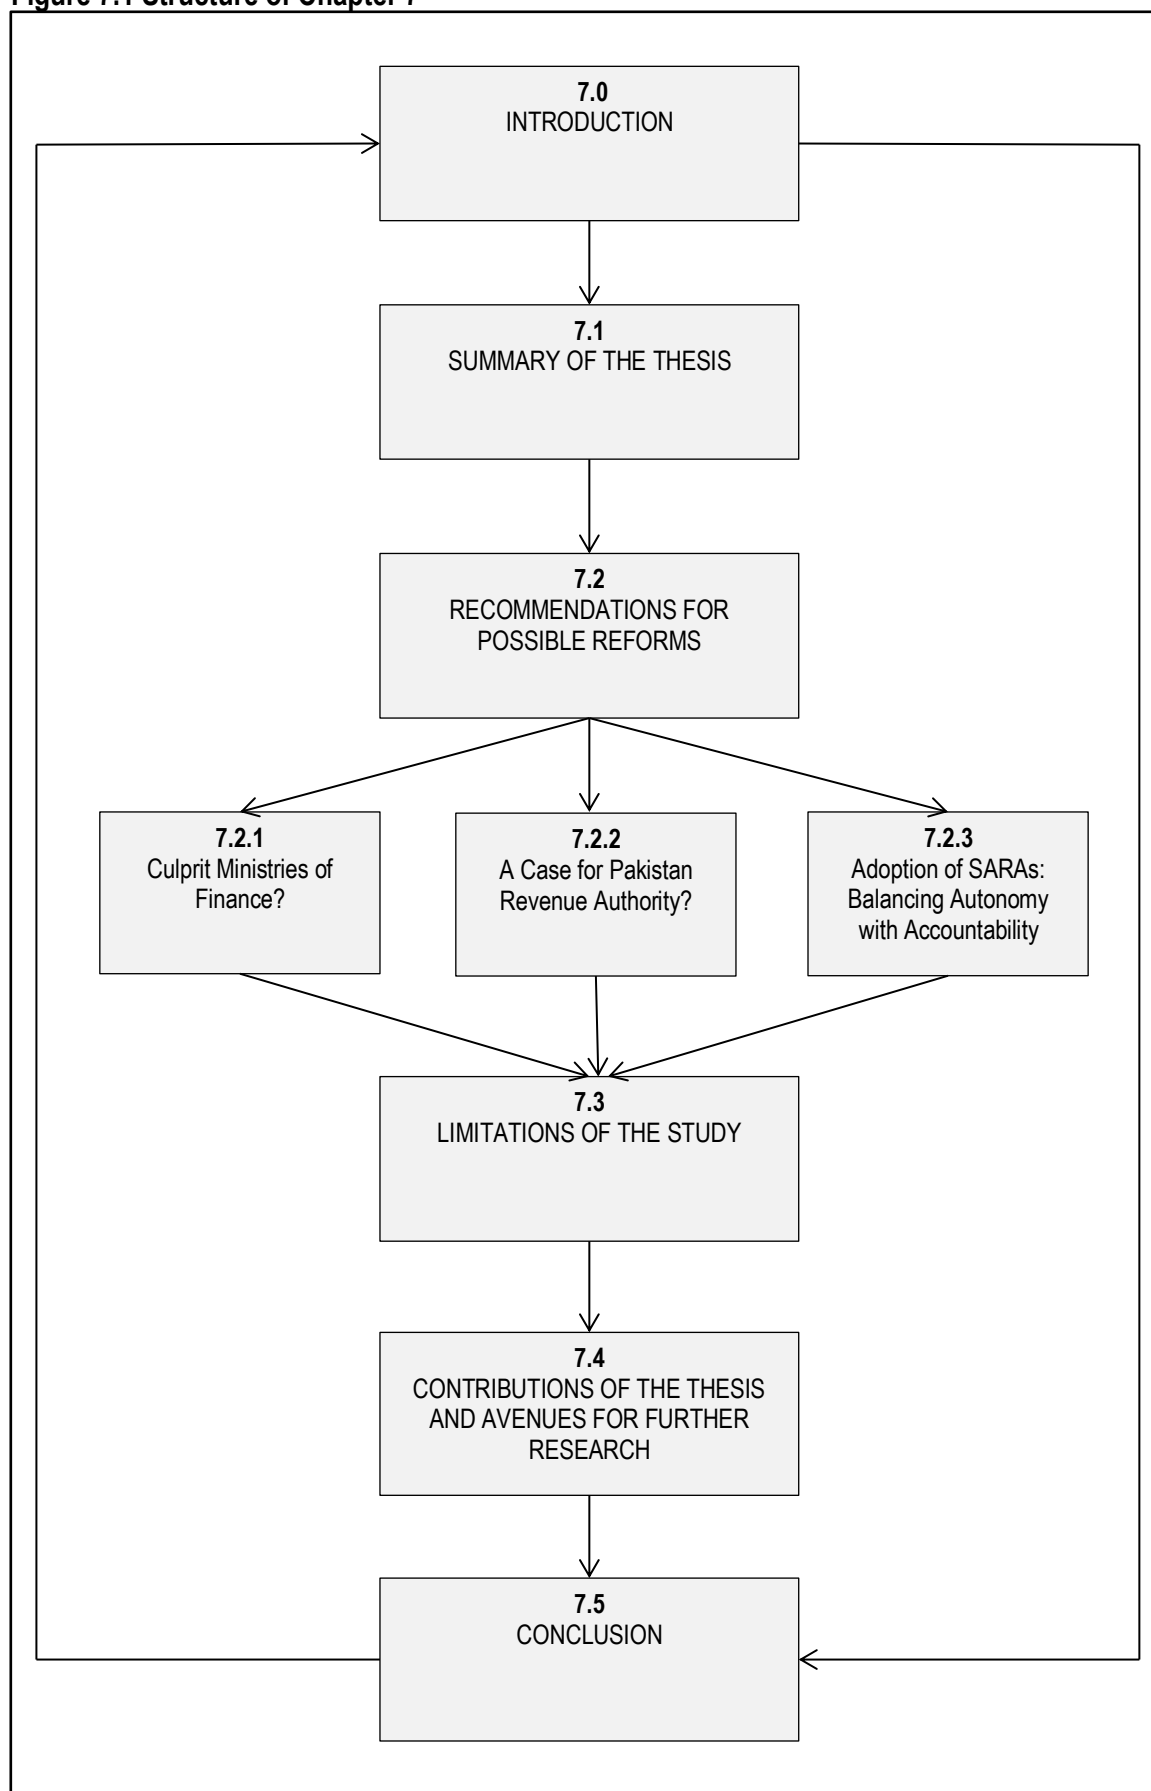 Figure 7.1 Structure of Chapter 7
7.0
INTRODUCTION
7.1
SUMMARY OF THE THESIS
7.2
RECOMMENDATIONS FOR
POSSIBLE REFORMS
7.2.1
Culprit Ministries of
Finance?
7.2.2
A Case for Pakistan
Revenue Authority?
7.2.3
Adoption of SARAs:
Balancing Autonomy
with Accountability
7.3
LIMITATIONS OF THE STUDY
7.4
CONTRIBUTIONS OF THE THESIS
AND AVENUES FOR FURTHER
RESEARCH
7.5
CONCLUSION